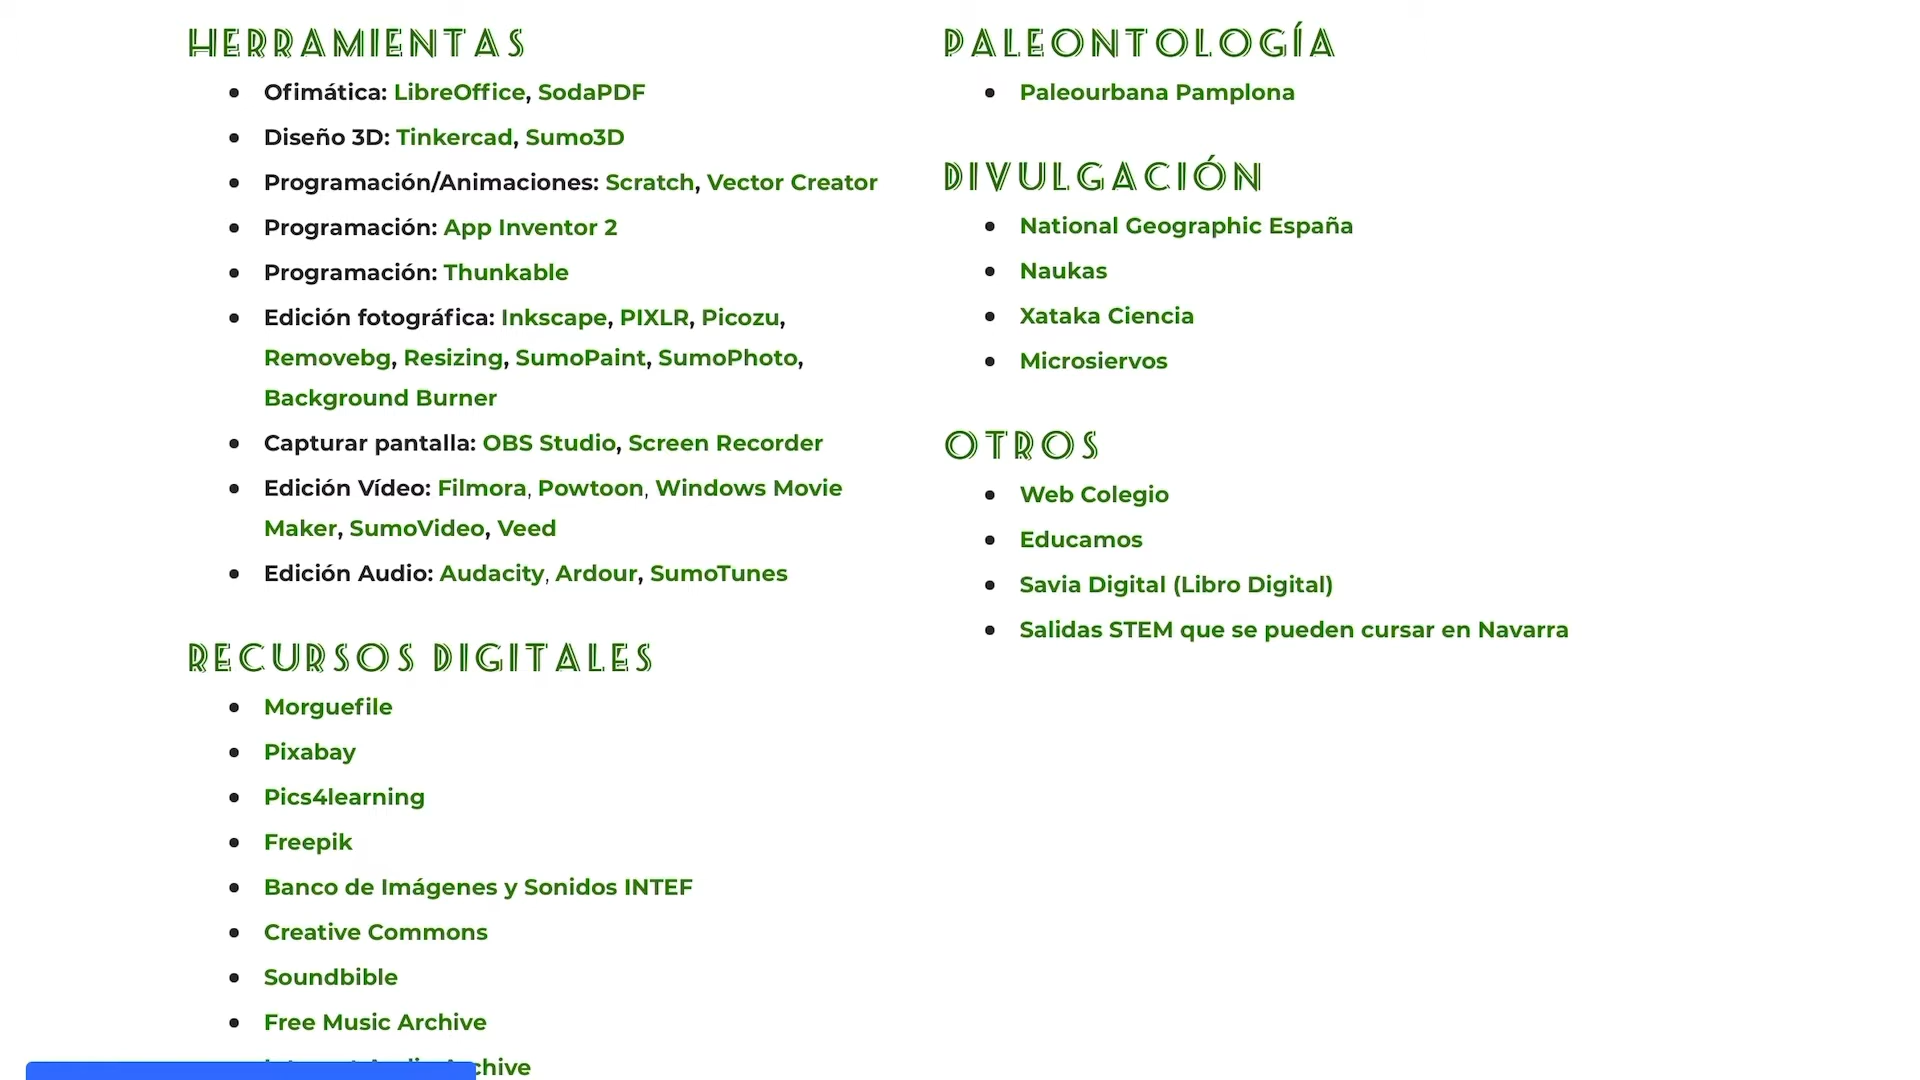 HERRAMIENTAS
Ofimática: LibreOffice, SodaPDF
Diseño 3D: Tinkercad, Sumo3D
Programación/Animaciones: Scratch, Vector Creator
Programación: App Inventor 2
Programación: Thunkable
Edición fotográfica: Inkscape, PIXLR, Picozu,
Removebg, Resizing, SumoPaint, SumoPhoto,
Background Burner
Capturar pantalla: OBS Studio, Screen Recorder
Edición Vídeo: Filmora, Powtoon, Windows Movie
Maker, SumoVideo, Veed
Edición Audio: Audacity, Ardour, SumoTunes
RECURSOS DIGITALES
Morguefile
Pixabay
Pics4learning
Freepik
Banco de Imágenes y Sonidos INTEF
Creative Commons
Soundbible
Free Music Archive
PALEONTOLOGÍA
Paleourbana Pamplona
DIVULGACIÓN
National Geographic España
Naukas
Xataka Ciencia
Microsiervos
OTROS
Web Colegio
Educamos
Savia Digital (Libro Digital)
Salidas STEM que se pueden cursar en Navarra